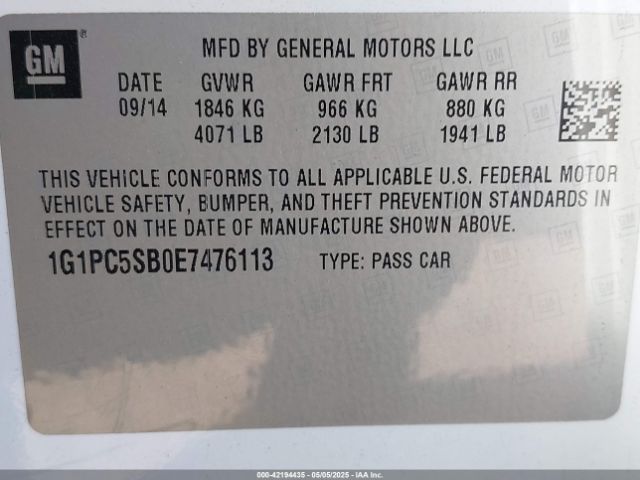 GM
®
MFD BY GENERAL MOTORS LLC
DATE GVWR GAWR FRT GAWR RR
09/14 1846 KG 966 KG 880 KG
4071 LB 2130 LB 1941 LB
THIS VEHICLE CONFORMS TO ALL APPLICABLE U.S. FEDERAL MOTOR
VEHICLE SAFETY, BUMPER, AND THEFT PREVENTION STANDARDS IN
EFFECT ON THE DATE OF MANUFACTURE SHOWN ABOVE.
1G1PC5SB0E7476113 TYPE: PASS CAR
000-42194435 - 05/05/2025 - IAA Inc.